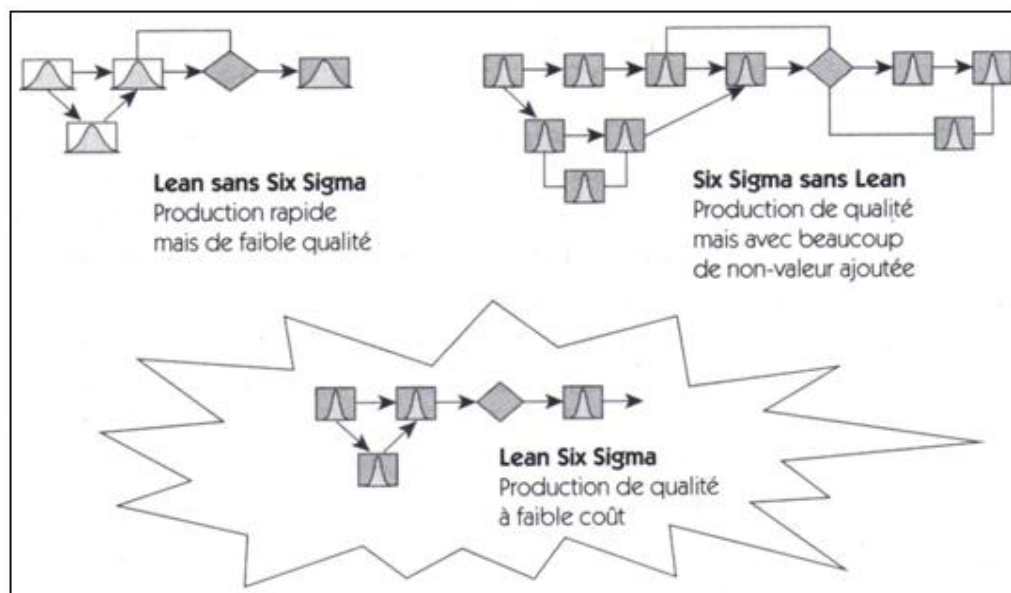 Lean sans Six Sigma
Production rapide
mais de faible qualité
Six Sigma sans Lean
Production de qualité
mais avec beaucoup
de non-valeur ajoutée
Lean Six Sigma
Production de qualité
à faible coût